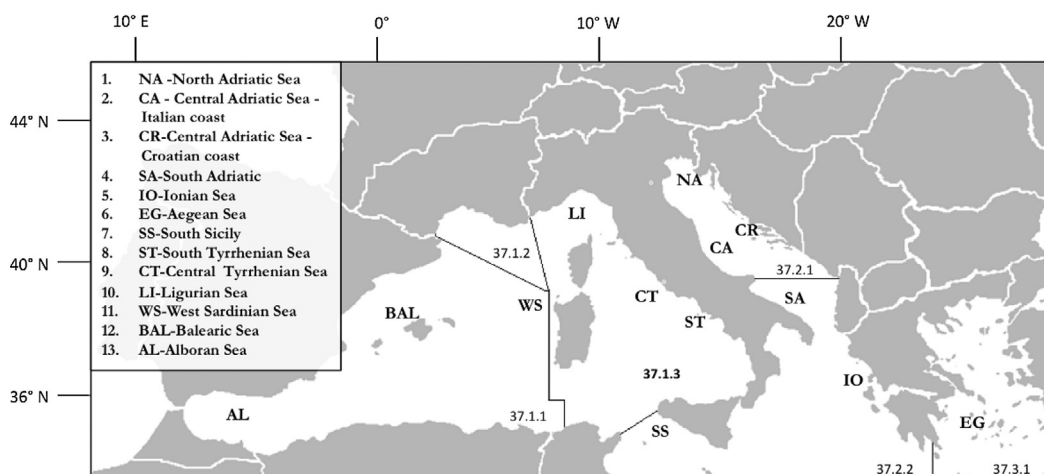 10° E 0° 10° W 20° W
44° N
40° N
36° N
1. NA -North Adriatic Sea
2. CA - Central Adriatic Sea -
Italian coast
3. CR-Central Adriatic Sea -
Croatian coast
4. SA-South Adriatic
5. IO-Ionian Sea
6. EG-Aegean Sea
7. SS-South Sicily
8. ST-South Tyrrhenian Sea
9. CT-Central Tyrrhenian Sea
10. LI-Ligurian Sea
11. WS-West Sardinian Sea
12. BAL-Balearic Sea
13. AL-Alboran Sea
NA
LI
CR
37.1.2
CA
37.2.1
CT
SA
WS
BAL
ST
37.1.3
IO
AL
37.1.1
SS
EG
37.2.2
37.3.1